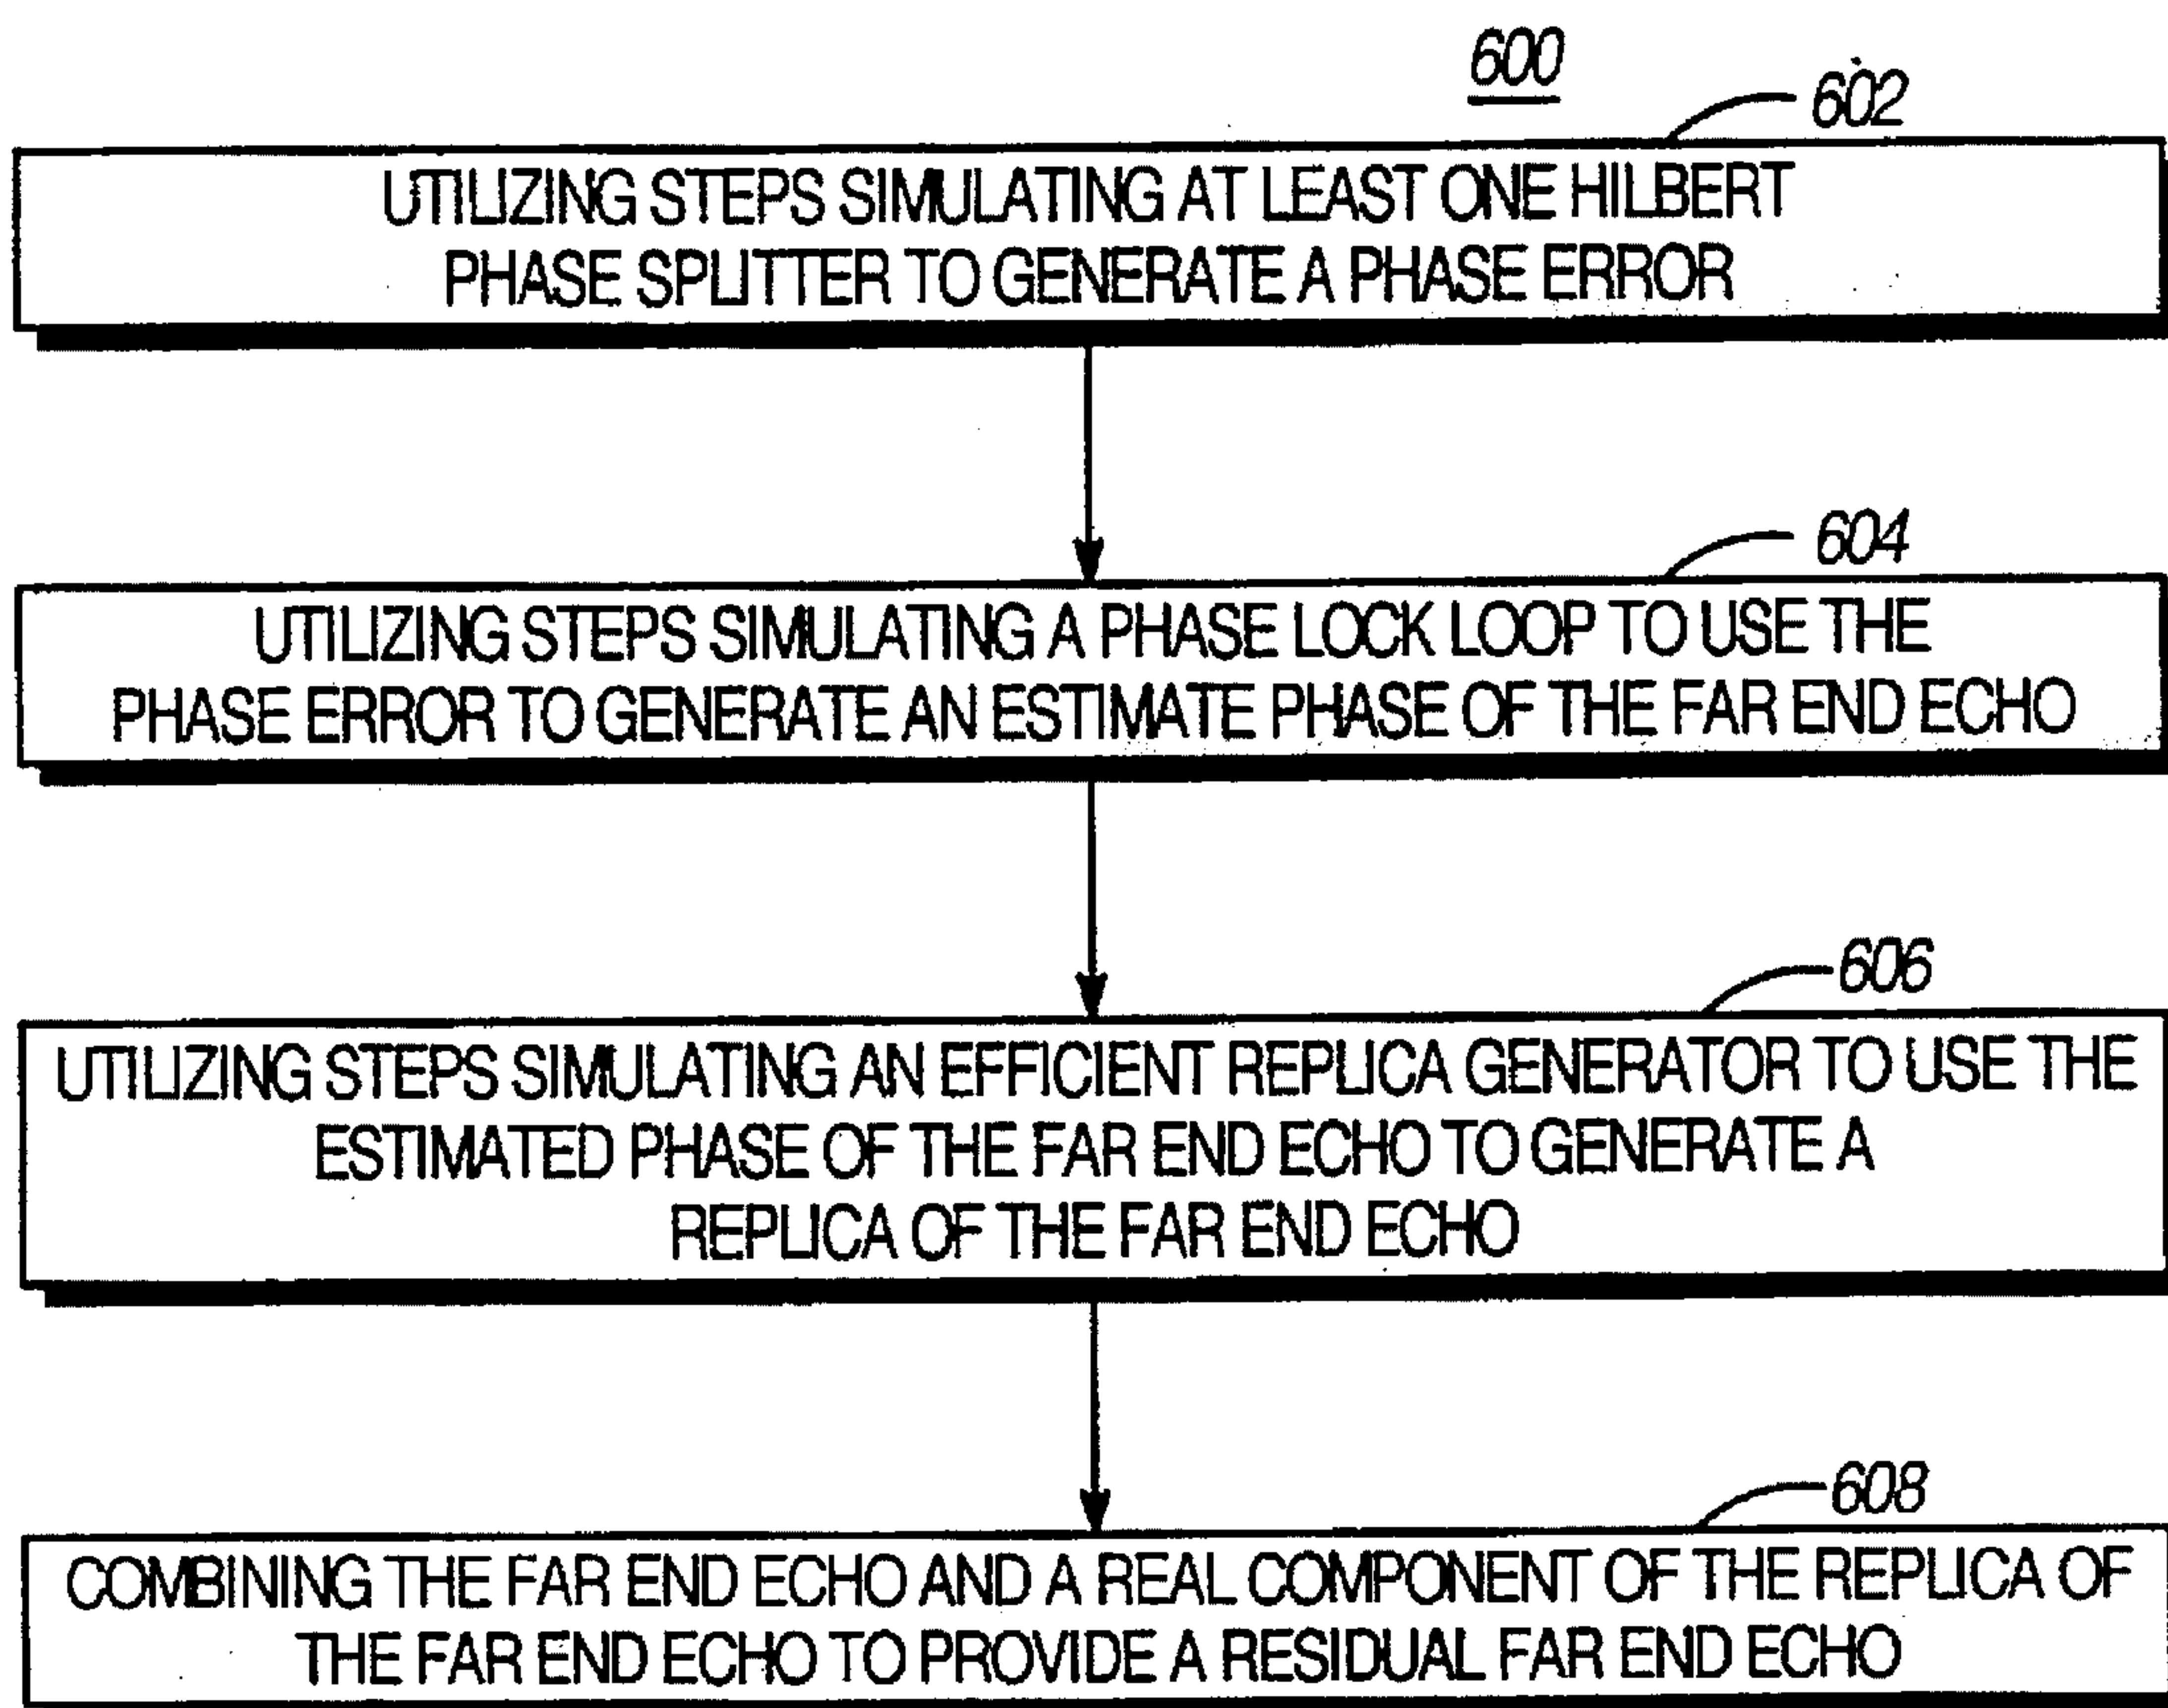 600
602
UTILIZING STEPS SIMULATING AT LEAST ONE HILBERT
PHASE SPLITTER TO GENERATE A PHASE ERROR
604
UTILIZING STEPS SIMULATING A PHASE LOCK LOOP TO USE THE
PHASE ERROR TO GENERATE AN ESTIMATE PHASE OF THE FAR END ECHO
606
UTILIZING STEPS SIMULATING AN EFFICIENT REPLICA GENERATOR TO USE THE
ESTIMATED PHASE OF THE FAR END ECHO TO GENERATE A
REPLICA OF THE FAR END ECHO
608
COMBINING THE FAR END ECHO AND A REAL COMPONENT OF THE REPLICA OF
THE FAR END ECHO TO PROVIDE A RESIDUAL FAR END ECHO